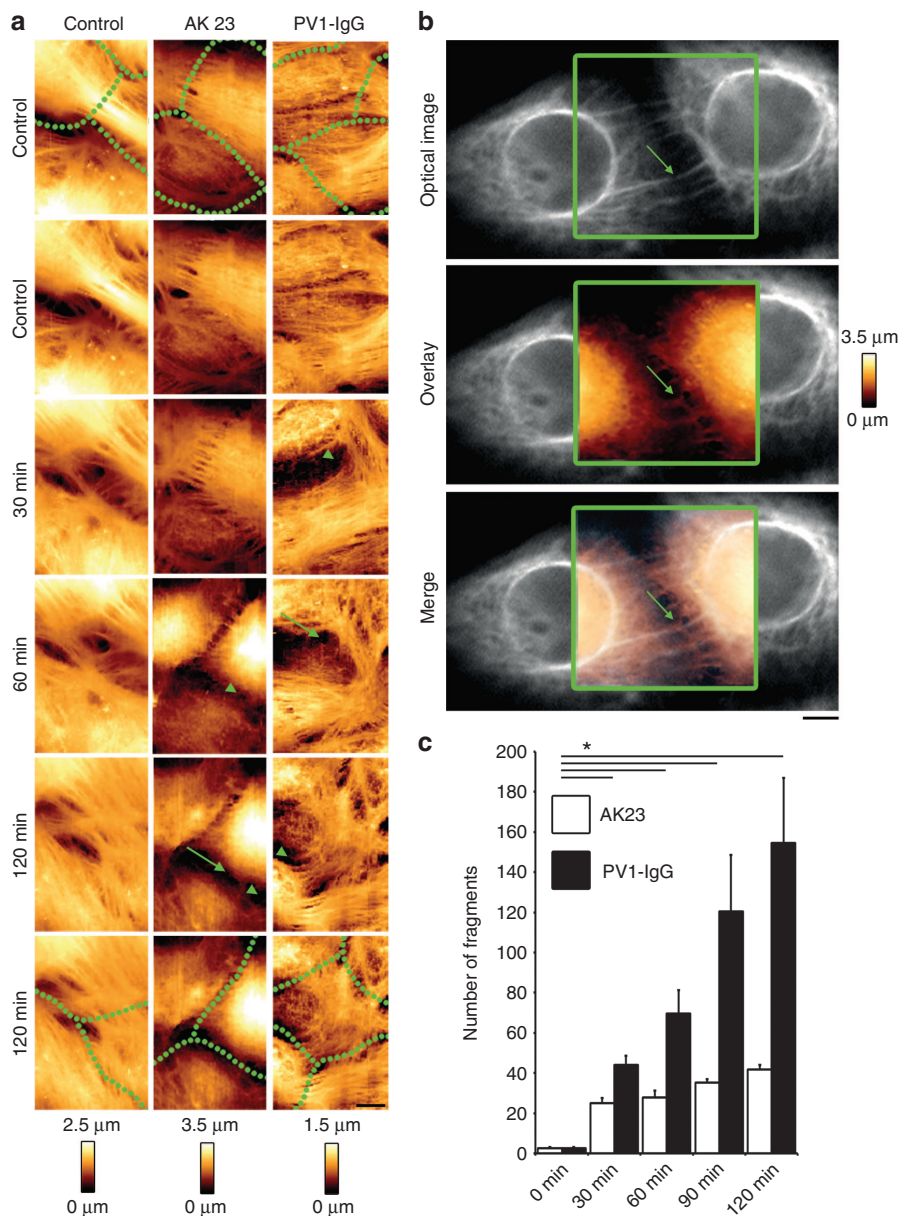 a
Control
AK 23
PV1-IgG
Control
Control
30 min
60 min
120 min
120 min
2.5 μm
3.5 μm
1.5 μm
0 μm
0 μm
0 μm
b
Optical image
Overlay
Merge
3.5 μm
0 μm
c
*
Number of fragments
200
180
160
140
120
100
80
60
40
20
0
AK23
PV1-IgG
0 min
30 min
60 min
90 min
120 min